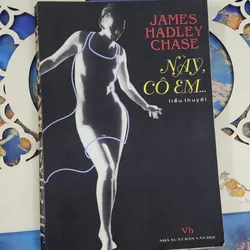 JAMES
HADLEY
CHASE
NÀY,
CÔ EM...
tiểu thuyết
Vh
NHÀ XUẤT BẢN VĂN HỌC